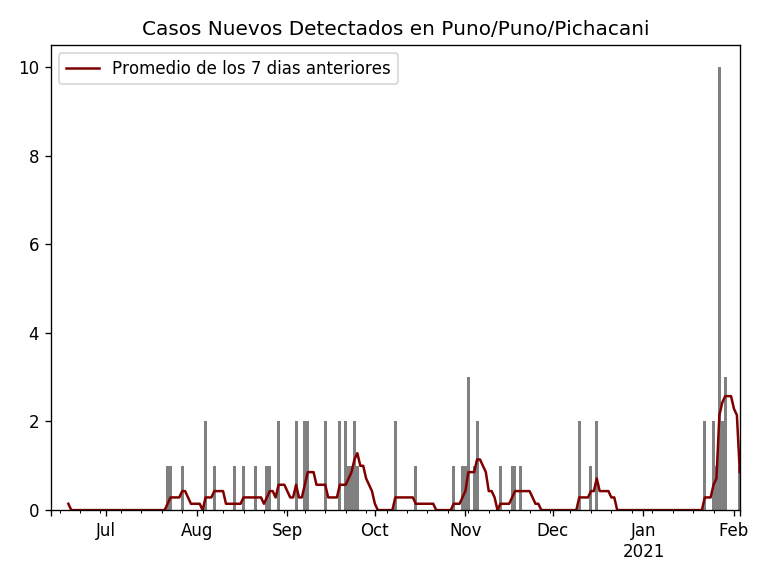 Casos Nuevos Detectados en Puno/Puno/Pichacani
Promedio de los 7 dias anteriores
10
8
6
4
2
0
Jul Aug Sep Oct Nov Dec Jan Feb
2021